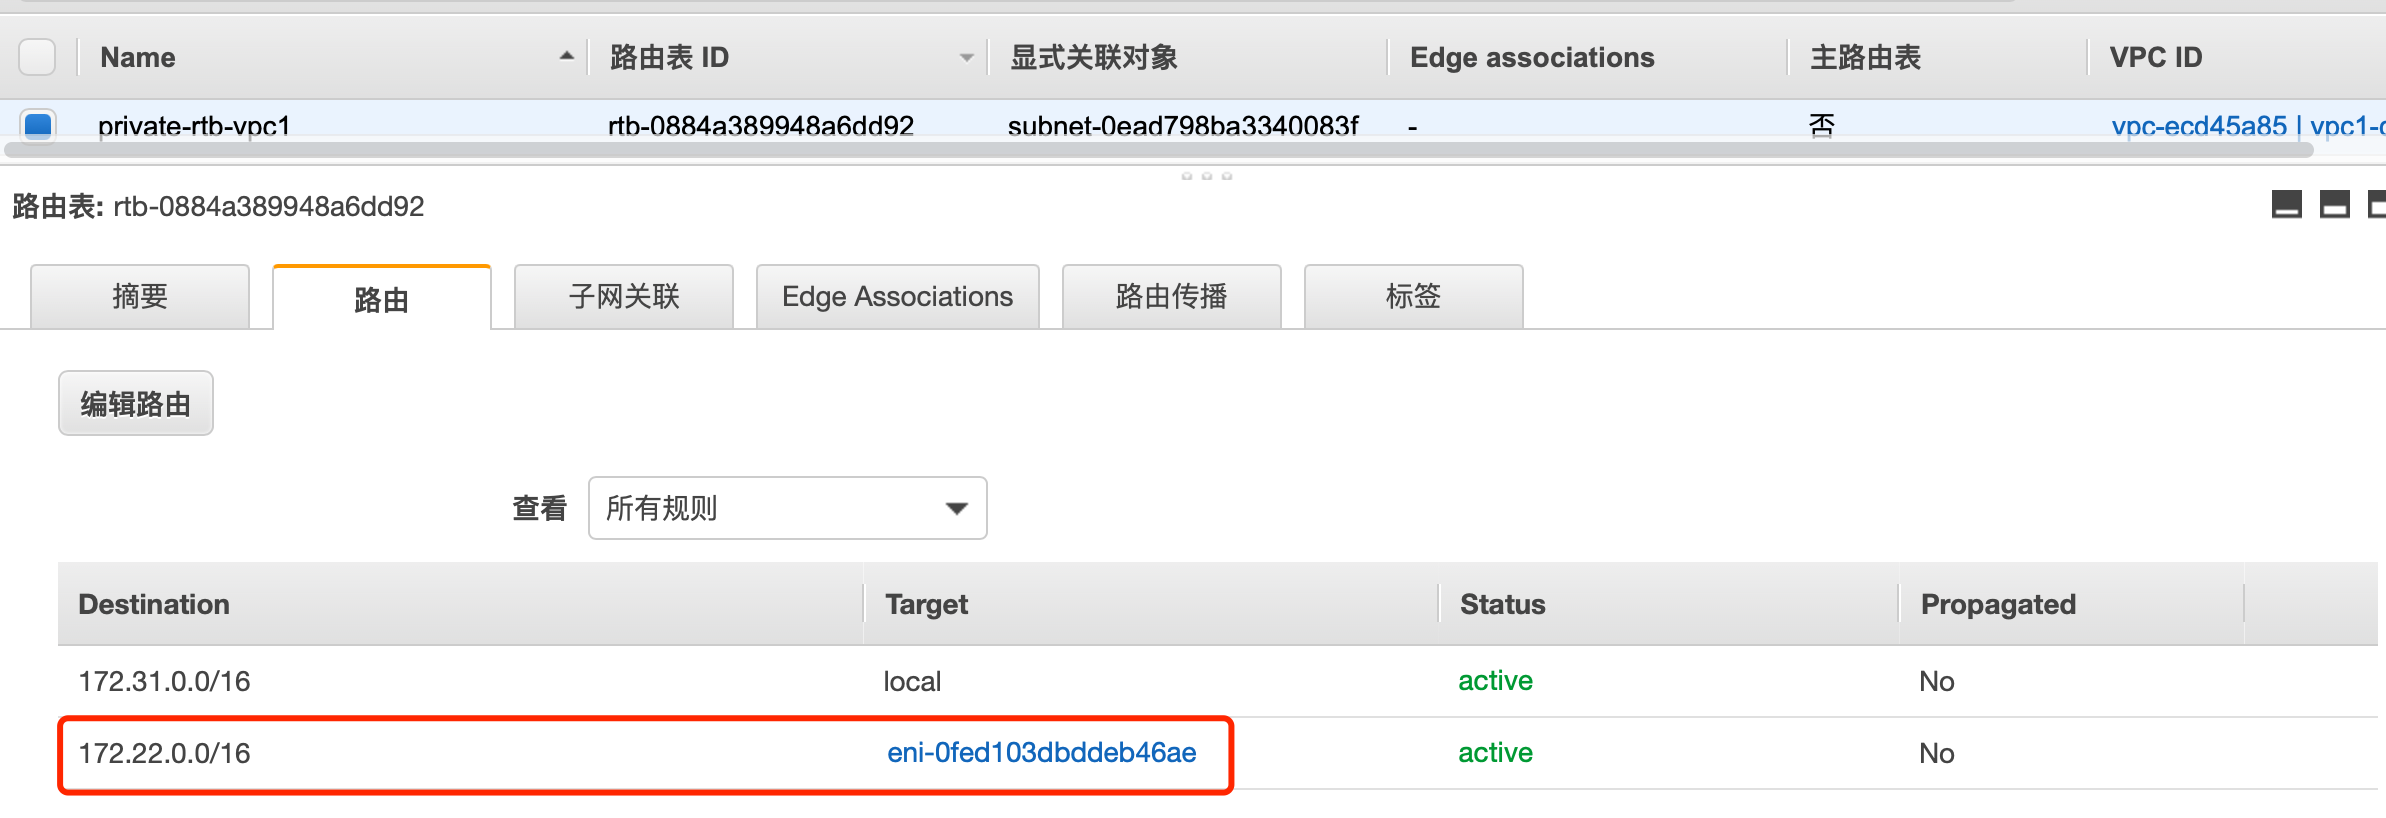 Name 路由表 ID 显式关联对象 Edge associations 主路由表 VPC ID
private-rtb-vpc1 rtb-0884a389948a6dd92 subnet-0ead798ba3340083f - 否 vpc-ecd45a85 | vpc1-
路由表: rtb-0884a389948a6dd92
摘要 路由 子网关联 Edge Associations 路由传播 标签
编辑路由
查看 所有规则
Destination Target Status Propagated
172.31.0.0/16 local active No
172.22.0.0/16 eni-0fed103dbddeb46ae active No